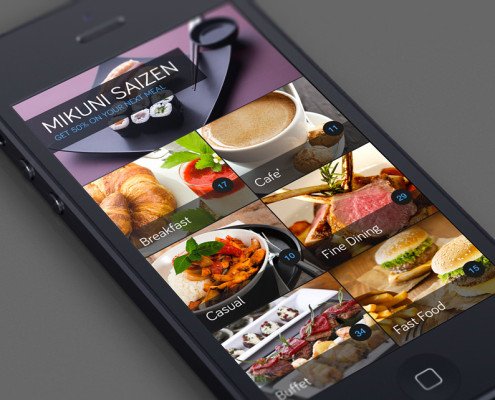 MIKUNI SAIZEN
GET 50% ON YOUR NEXT MEAL
Breakfast
17
Cafe'
11
Casual
10
Fine Dining
29
Buffet
34
Fast Food
15